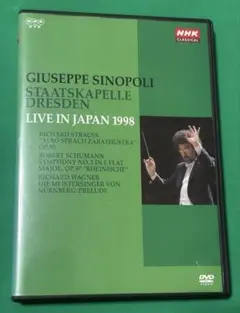 NHK
CLASSICAL
GIUSEPPE SINOPOLI
STAATSKAPELLE
DRESDEN
LIVE IN JAPAN 1998
RICHARD STRAUSS
"ALSO SPRACH ZARATHUSTRA"
OP.30
ROBERT SCHUMANN
SYMPHONY NO.3 IN E FLAT
MAJOR, OP.97 "RHEINISCHE"
RICHARD WAGNER
DIE MEISTERSINGER VON
NÜRNBERG: PRELUDE
DVD
VIDEO